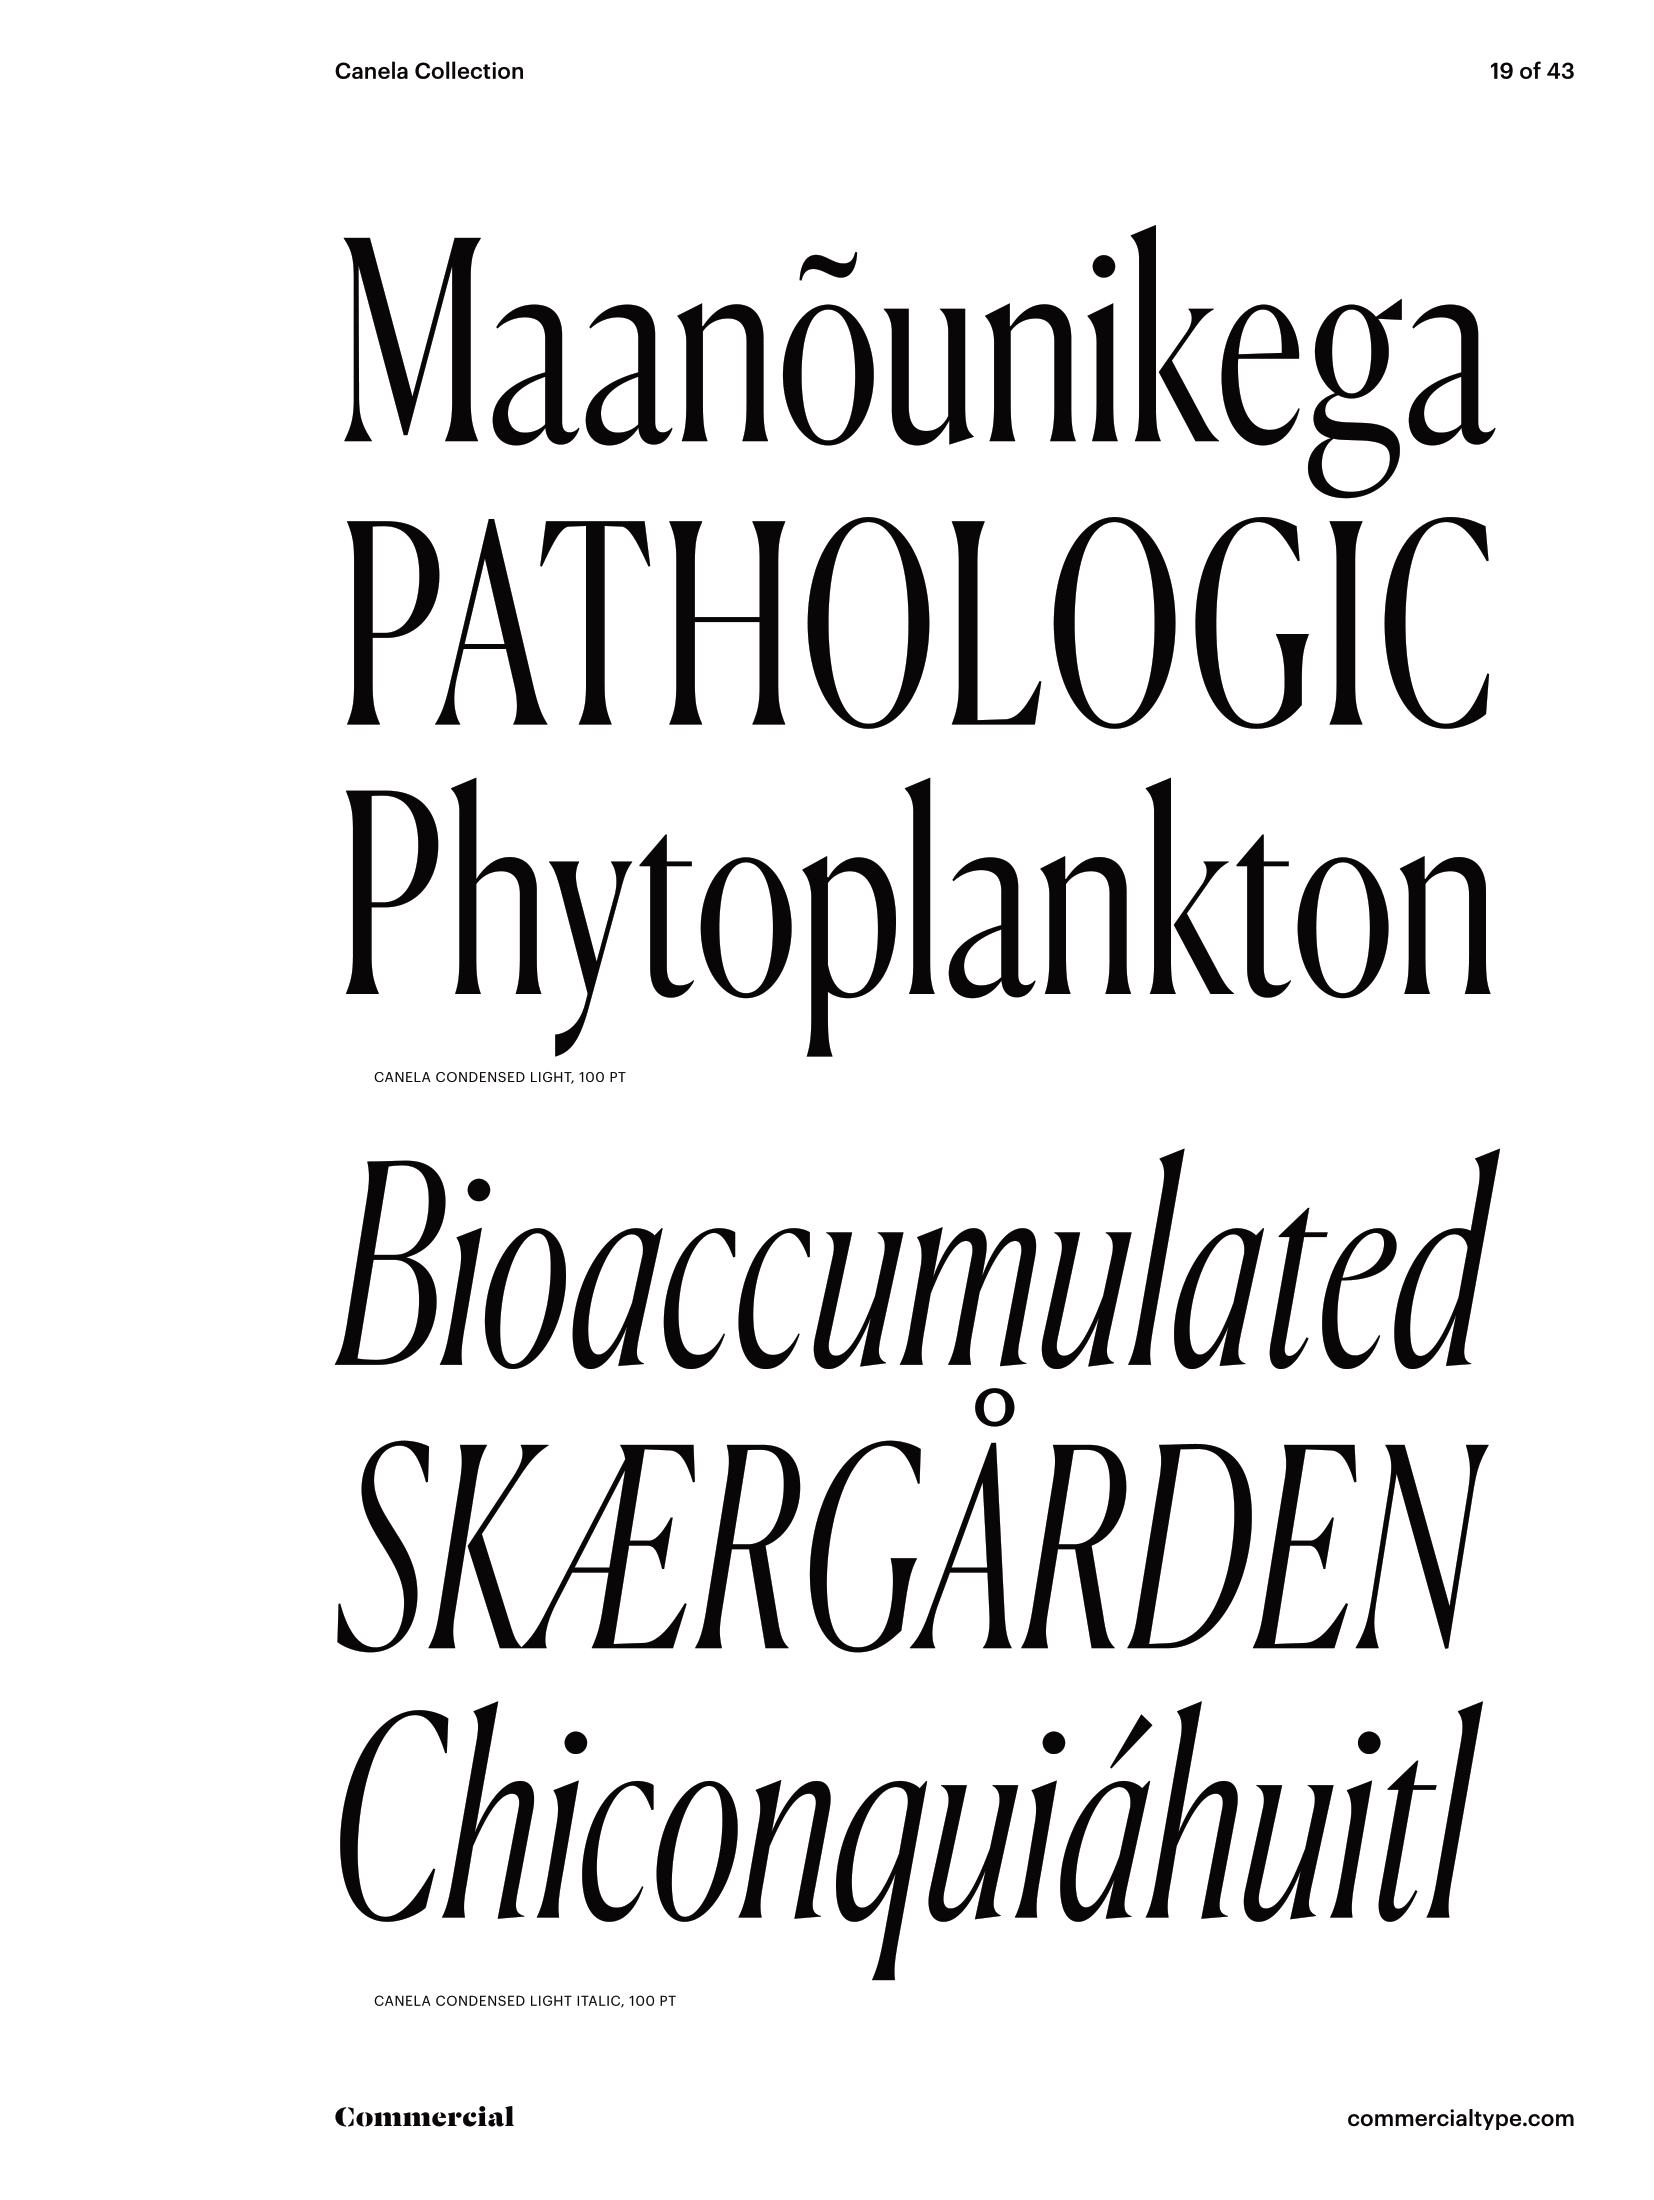 Canela Collection
19 of 43
Maanõunikega
PATHOLOGIC
Phytoplankton
CANELA CONDENSED LIGHT, 100 PT
Bioaccumulated
SKÆRGÅRDEN
Chiconquiáhuitl
CANELA CONDENSED LIGHT ITALIC, 100 PT
Commercial
commercialtype.com